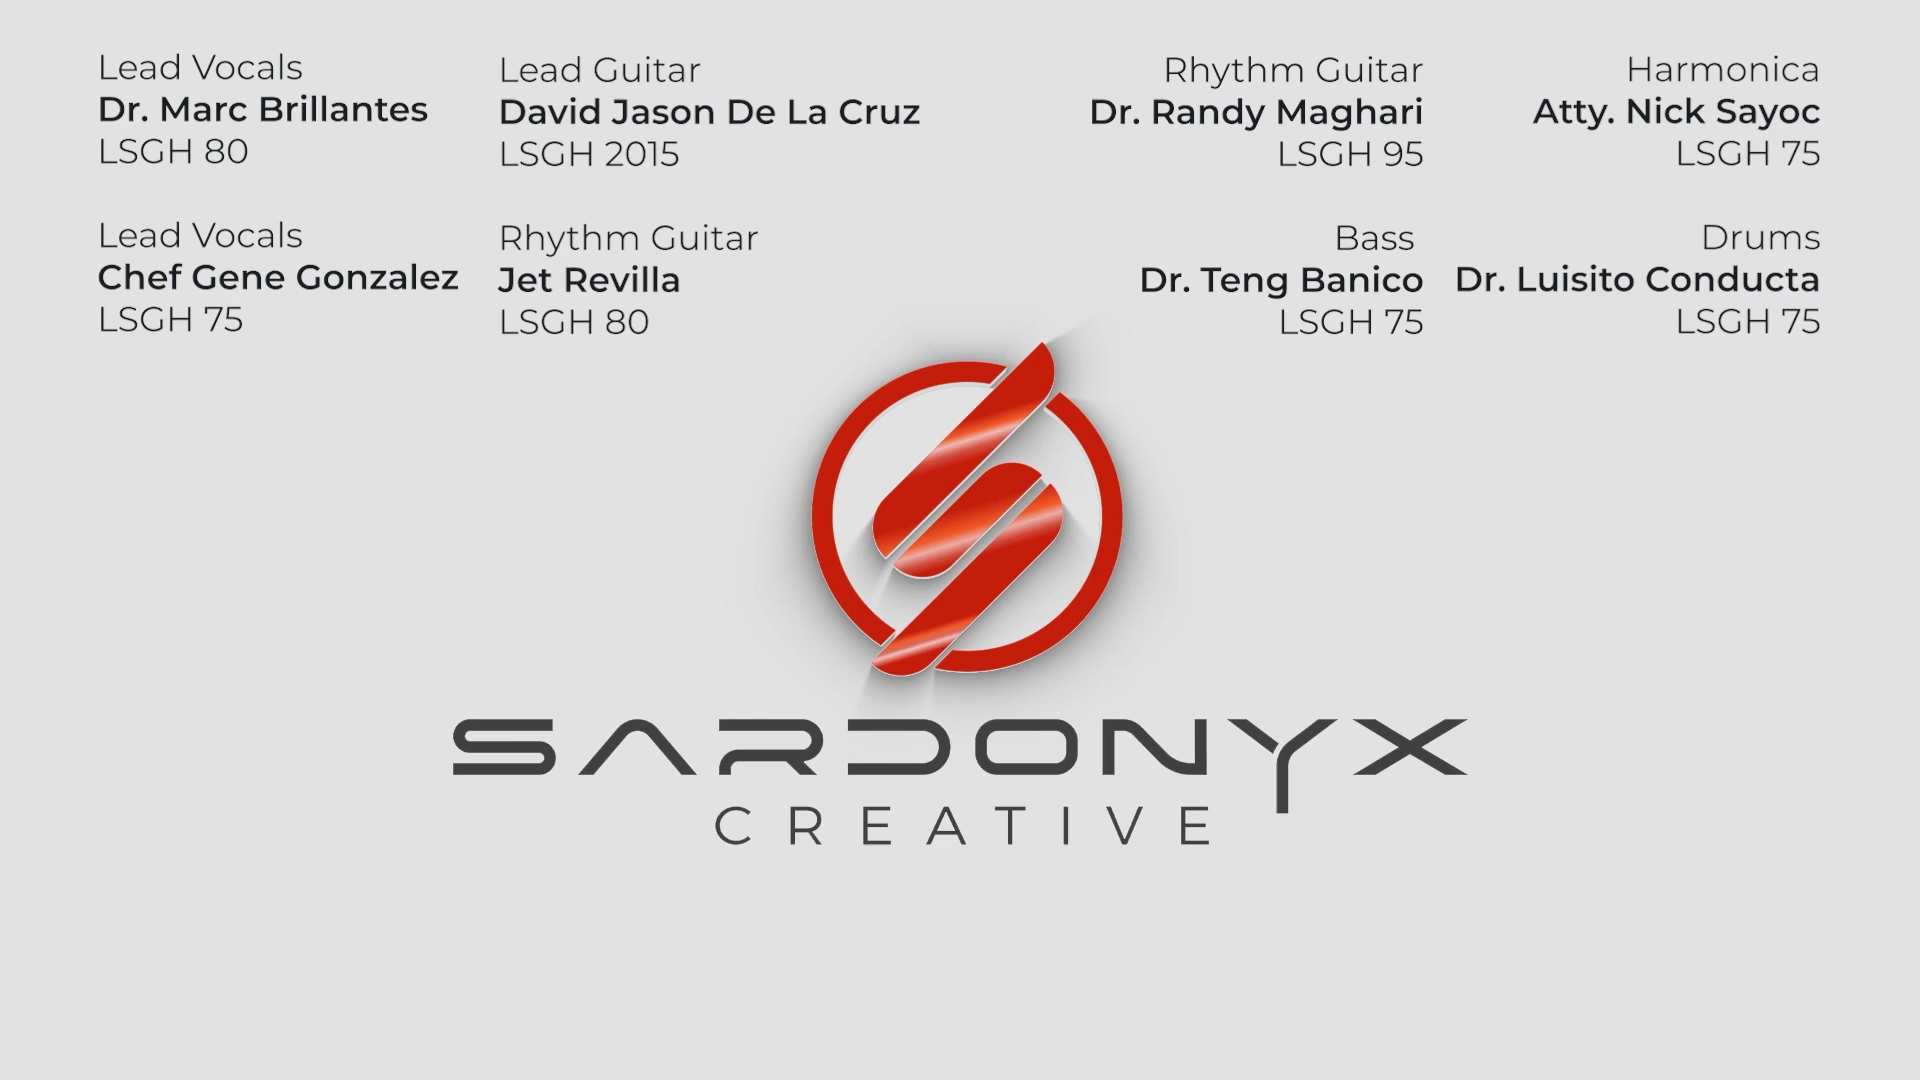 Lead Vocals
Dr. Marc Brillantes
LSGH 80
Lead Guitar
David Jason De La Cruz
LSGH 2015
Rhythm Guitar
Dr. Randy Maghari
LSGH 95
Harmonica
Atty. Nick Sayoc
LSGH 75
Lead Vocals
Chef Gene Gonzalez
LSGH 75
Rhythm Guitar
Jet Revilla
LSGH 80
Bass
Dr. Teng Banico
LSGH 75
Drums
Dr. Luisito Conducta
LSGH 75
SARDONYX
CREATIVE